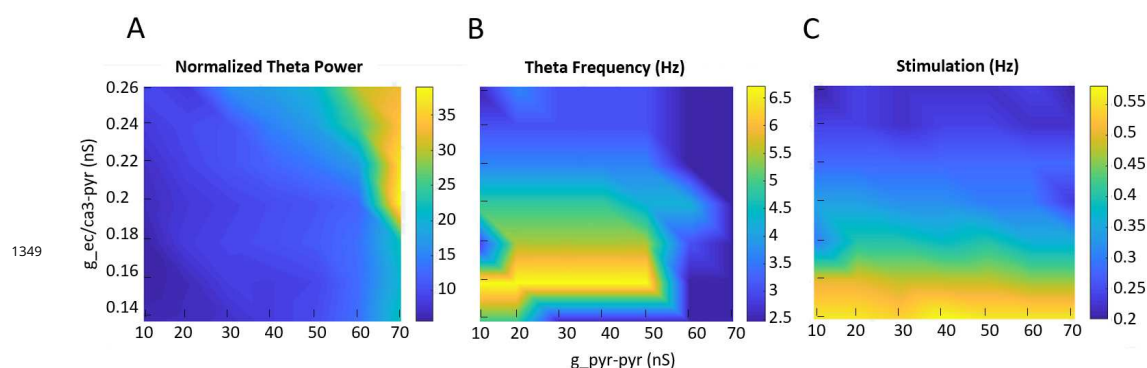 A
B
C
Normalized Theta Power
Theta Frequency (Hz)
Stimulation (Hz)
g_ec/ca3-pyr (nS)
0.26
0.24
0.22
0.2
0.18
0.16
0.14
10 20 30 40 50 60 70
35
30
25
20
15
10
10 20 30 40 50 60 70
6.5
6
5.5
5
4.5
4
3.5
3
2.5
10 20 30 40 50 60 70
0.55
0.5
0.45
0.4
0.35
0.3
0.25
0.2
g_pyr-pyr (nS)
1349